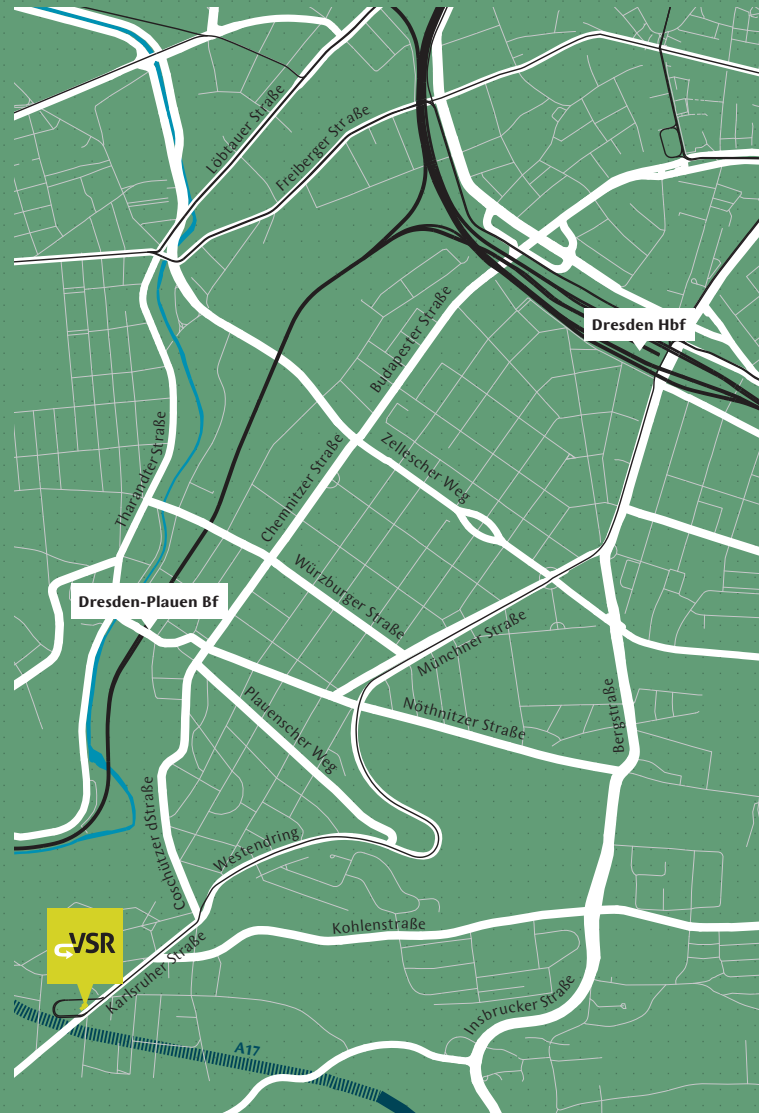 Löbtauer Straße
Freiberger Straße
Budapester Straße
Dresden Hbf
Tharandter Straße
Chemnitzer Straße
Zellescher Weg
Würzburger Straße
Dresden-Plauen Bf
Münchner Straße
Plauenscher Weg
Nöthnitzer Straße
Bergstraße
Coschützer dStraße
Westendring
Kohlenstraße
VSR
Karlsruher Straße
Insbrucker Straße
A17